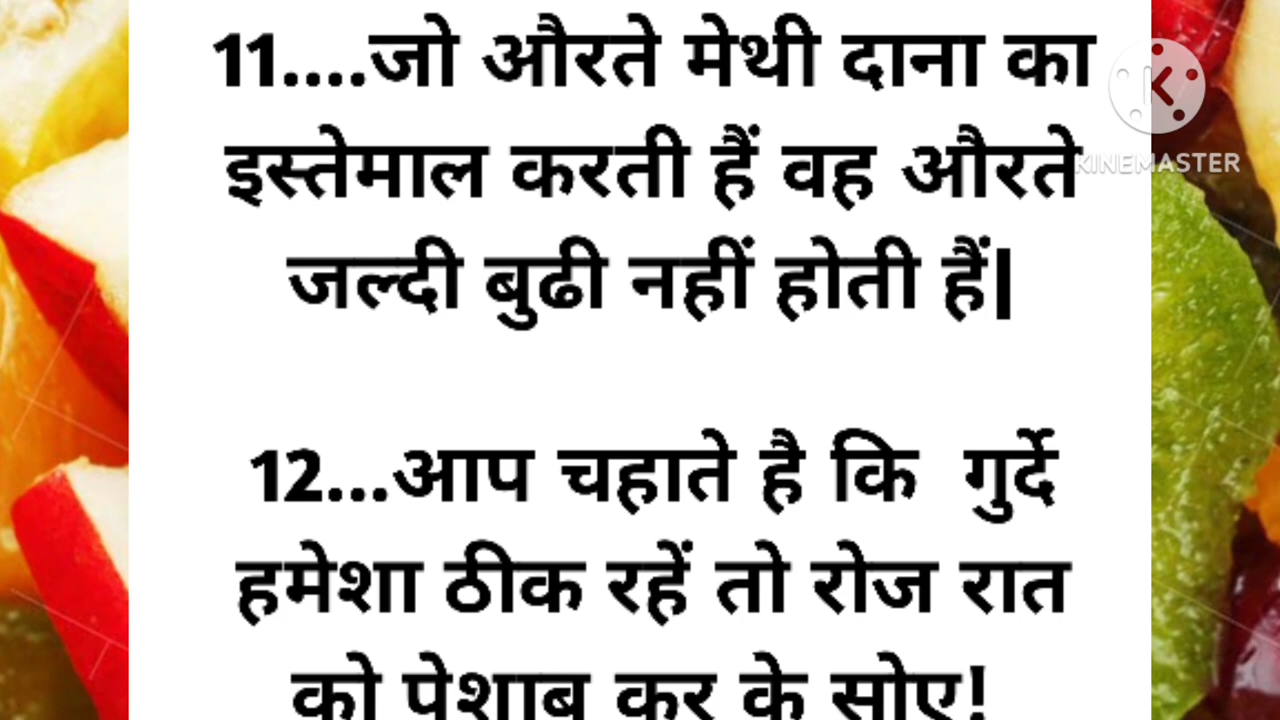 11....जो औरते मेथी दाना का
इस्तेमाल करती हैं वह औरते
जल्दी बुढी नहीं होती हैं|
12...आप चहाते है कि गुर्दे
हमेशा ठीक रहें तो रोज रात
को पेशाब कर के सोए!
KINEMASTER